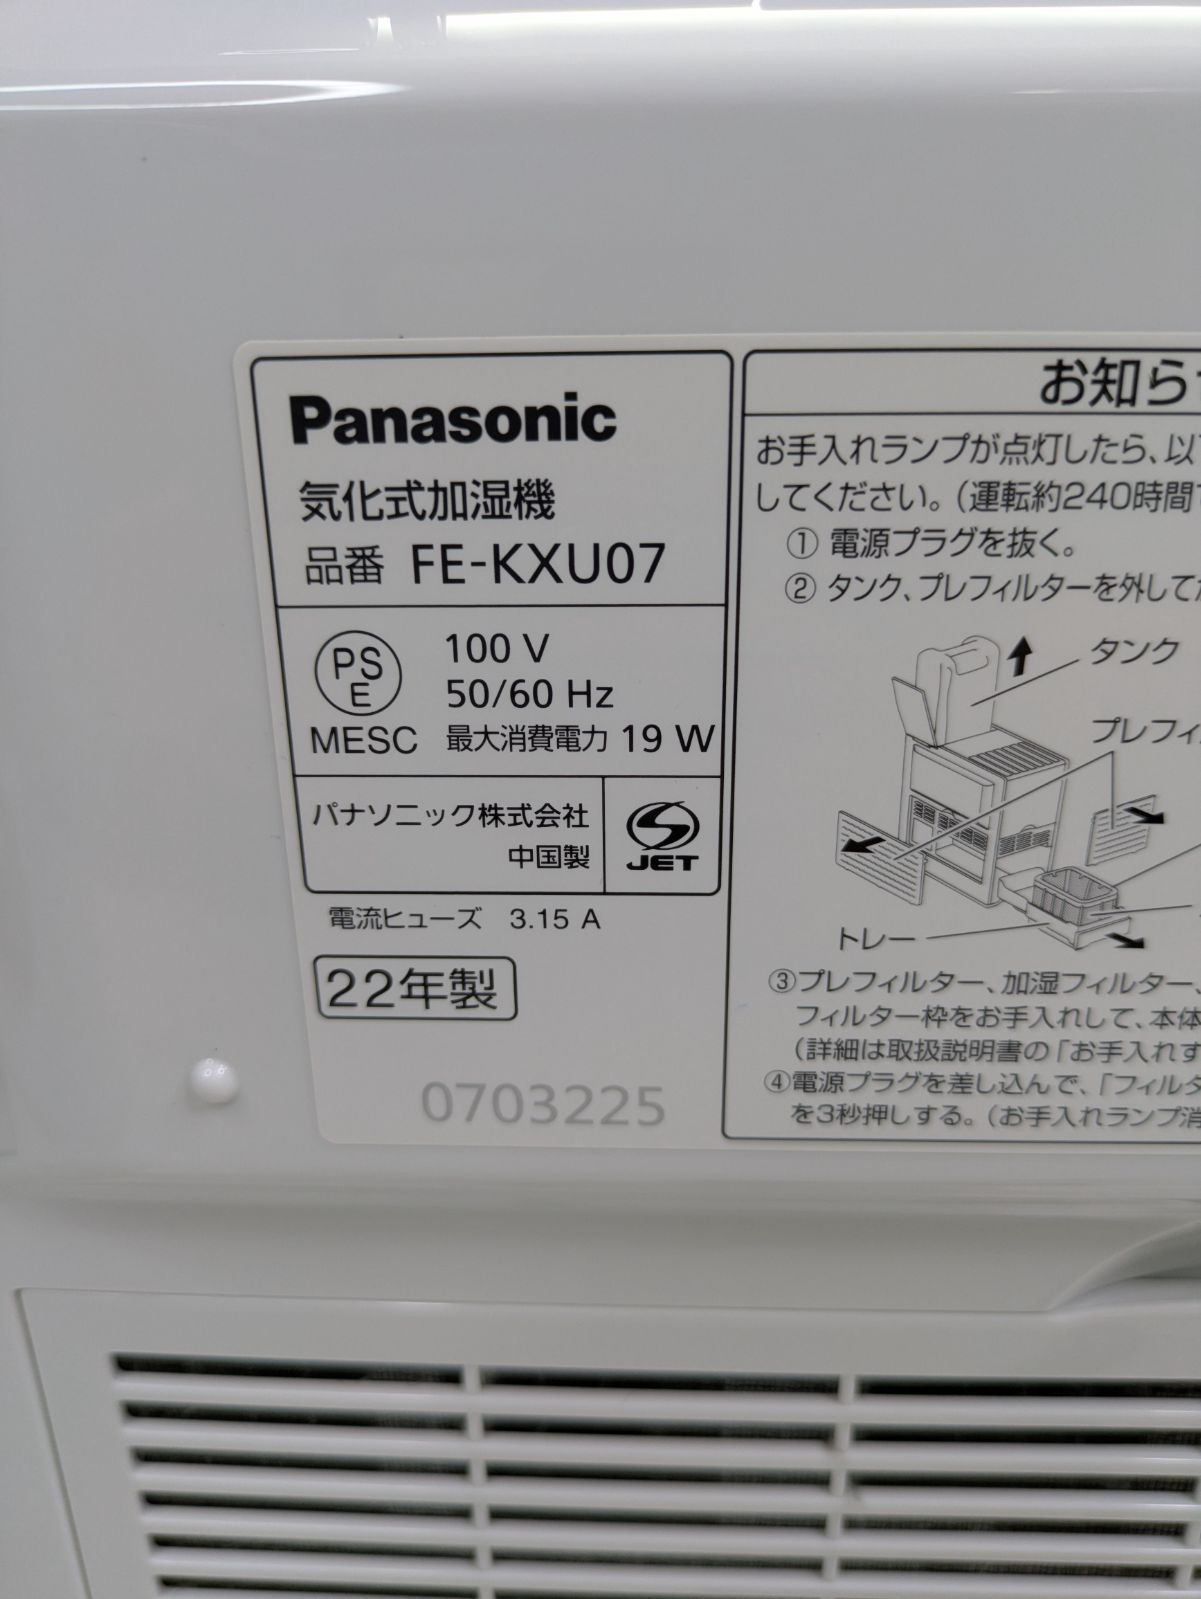 Panasonic
気化式加湿機
品番 FE-KXU07
PS
E
MESC
100 V
50/60 Hz
最大消費電力 19 W
パナソニック株式会社
中国製
JET
電流ヒューズ 3.15 A
22年製
0703225
お知ら
お手入れランプが点灯したら、以
してください。(運転約240時間
① 電源プラグを抜く。
② タンク、プレフィルターを外して
タンク
プレフィ
トレー
③プレフィルター、加湿フィルター、
フィルター枠をお手入れして、本体
(詳細は取扱説明書の「お手入れす
④電源プラグを差し込んで、「フィルタ
を3秒押しする。(お手入れランプ消